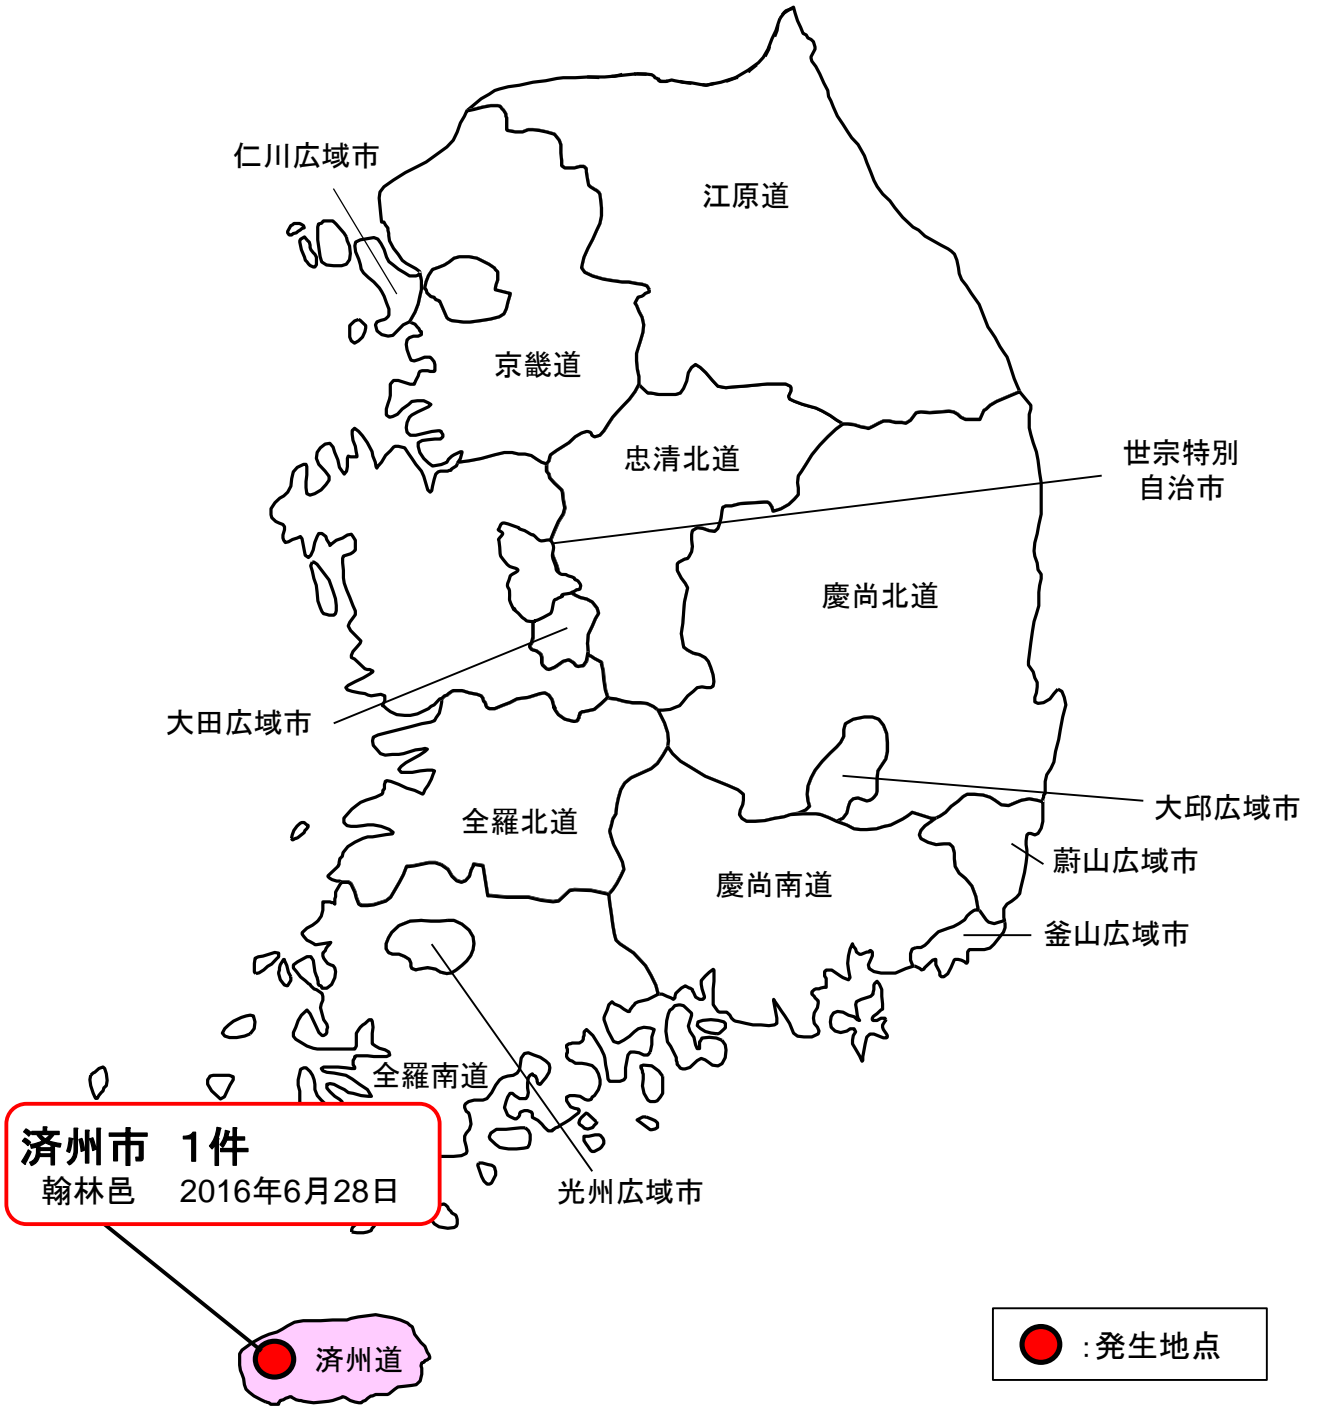 仁川広域市
江原道
京畿道
忠清北道
世宗特別
自治市
慶尚北道
大田広域市
大邱広域市
全羅北道
蔚山広域市
慶尚南道
釜山広域市
全羅南道
済州市 1件
翰林邑 2016年6月28日
光州広域市
済州道
:発生地点